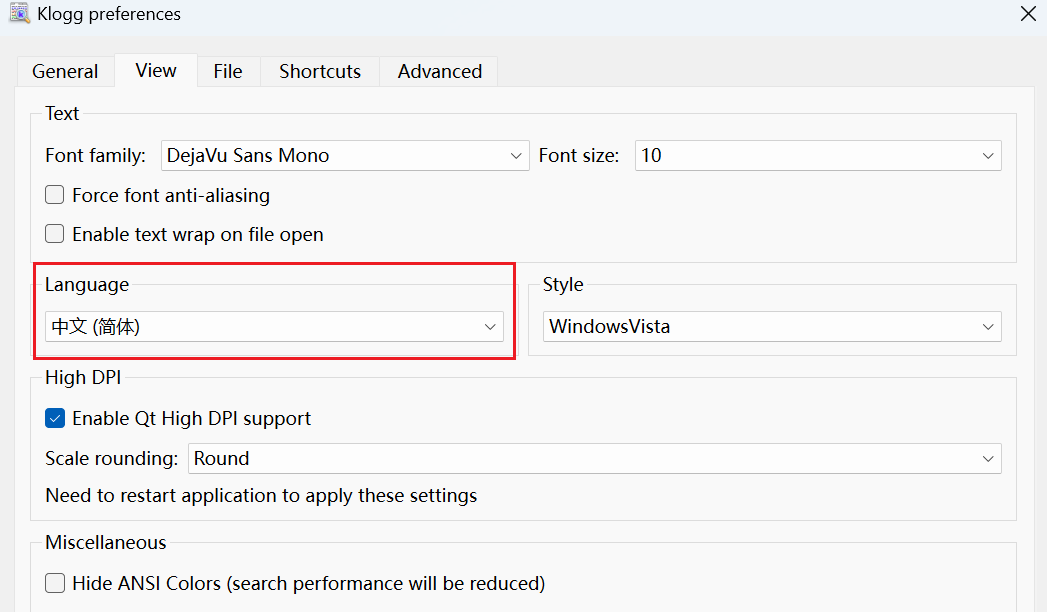 Klogg preferences
General View File Shortcuts Advanced
Text
Font family: DejaVu Sans Mono Font size: 10
Force font anti-aliasing
Enable text wrap on file open
Language Style
中文 (简体) WindowsVista
High DPI
Enable Qt High DPI support
Scale rounding: Round
Need to restart application to apply these settings
Miscellaneous
Hide ANSI Colors (search performance will be reduced)